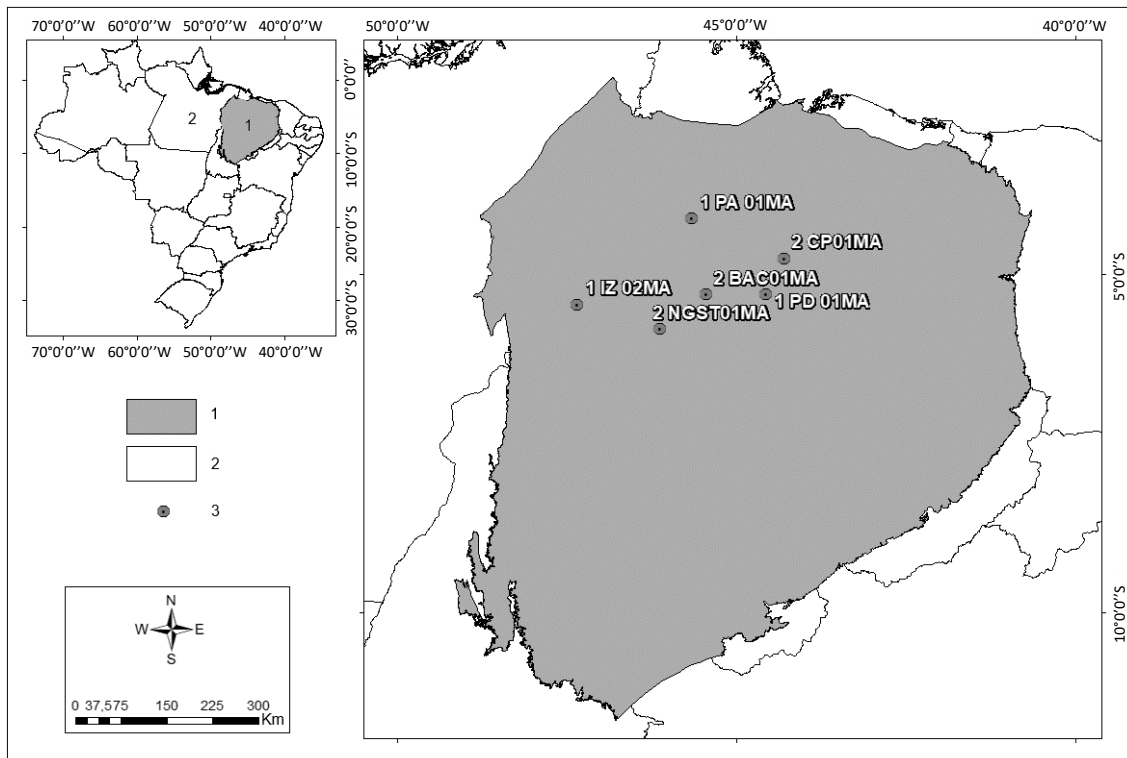 70°0'0"W 60°0'0"W 50°0'0"W 40°0'0"W
0°0'0"
10°0'0"S
20°0'0"S
30°0'0"S
2
1
70°0'0"W 60°0'0"W 50°0'0"W 40°0'0"W
1
2
3
N
W E
S
0 37,575 150 225 300
Km
50°0'0"W 45°0'0"W 40°0'0"W
1 PA 01MA
2 CP01MA
2 BAC01MA
1 IZ 02MA
1 PD 01MA
2 NGST01MA
5°0'0"S
10°0'0"S